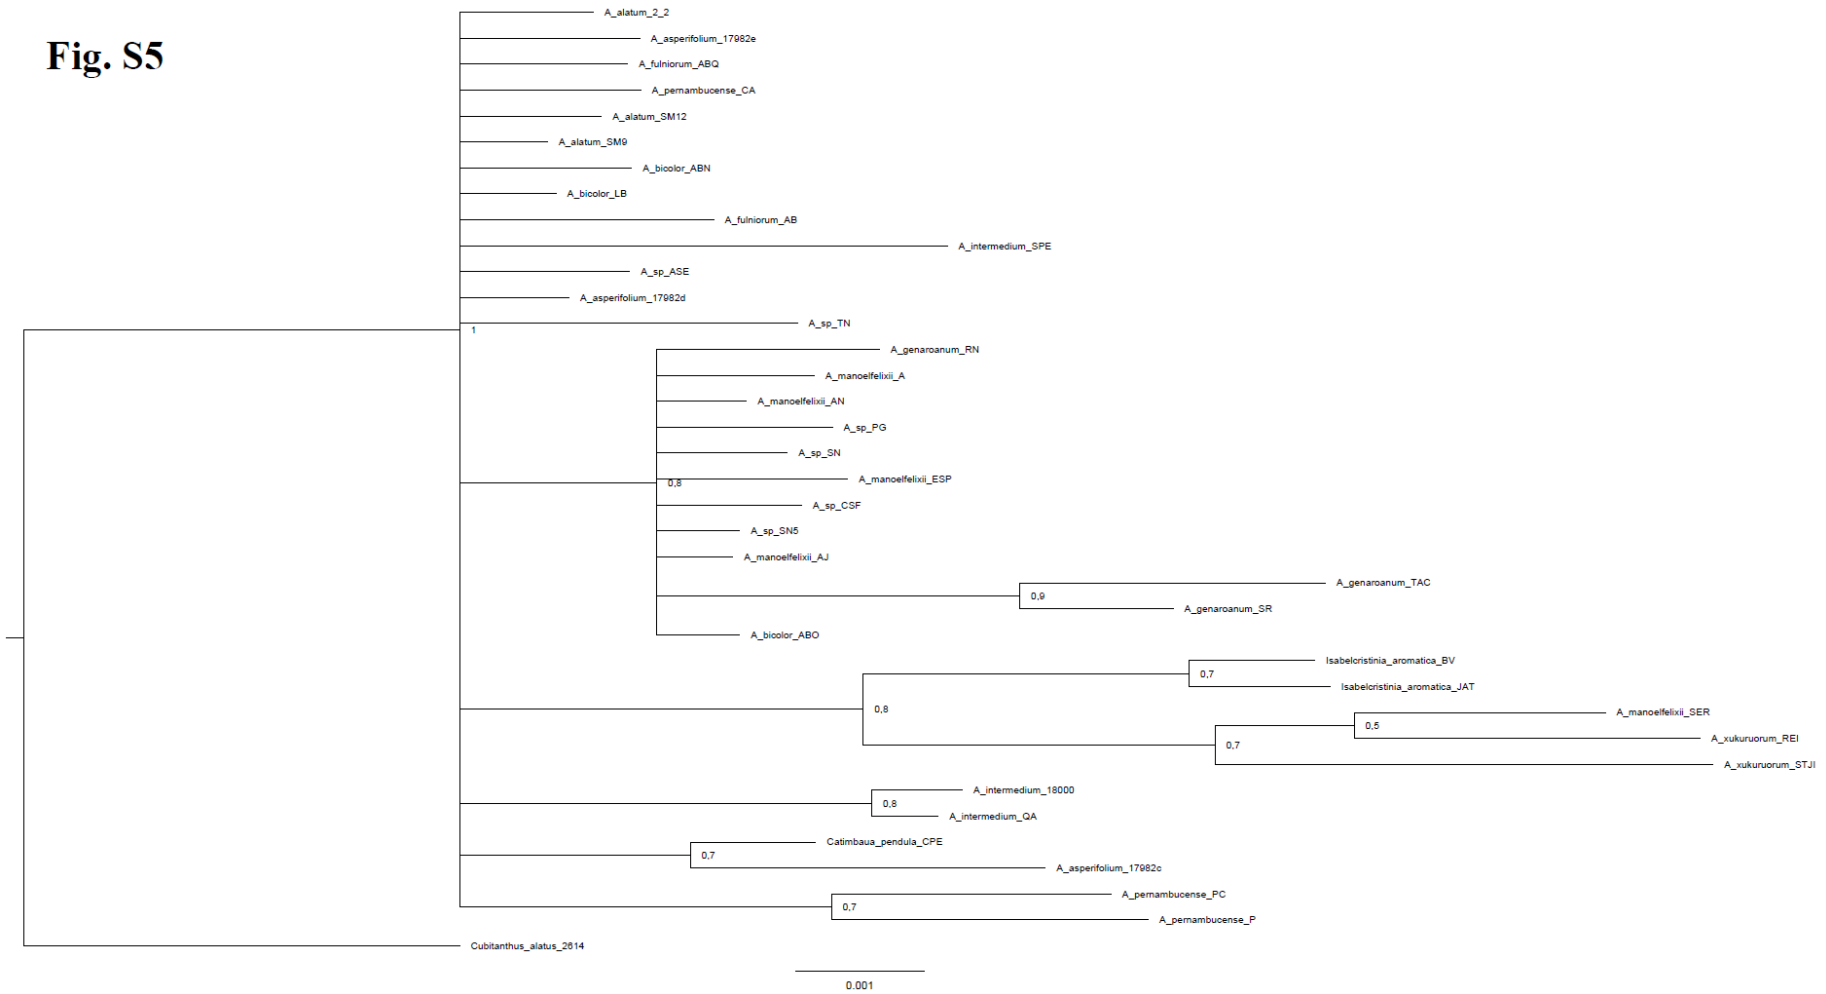 Fig. S5
A_alatum_2_2
A_asperifolium_17982e
A_fulniorum_ABQ
A_pernambucense_CA
A_alatum_SM12
A_alatum_SM9
A_bicolor_ABN
A_bicolor_LB
A_fulniorum_AB
A_intermedium_SPE
A_sp_ASE
A_asperifolium_17982d
A_sp_TN
1
A_genaroanum_RN
A_manoelfelixii_A
A_manoelfelixii_AN
A_sp_PG
A_sp_SN
A_manoelfelixii_ESP
0,8
A_sp_CSF
A_sp_SN5
A_manoelfelixii_AJ
A_genaroanum_TAC
0,9
A_genaroanum_SR
A_bicolor_ABO
Isabelcristinia_aromatica_BV
0,7
Isabelcristinia_aromatica_JAT
0,8
A_manoelfelixii_SER
0,5
A_xukuruorum_REI
0,7
A_xukuruorum_STJI
A_intermedium_18000
0,8
A_intermedium_QA
Catimbaua_pendula_CPE
0,7
A_asperifolium_17982c
A_pernambucense_PC
0,7
A_pernambucense_P
Cubitanthus_alatus_2614
0.001